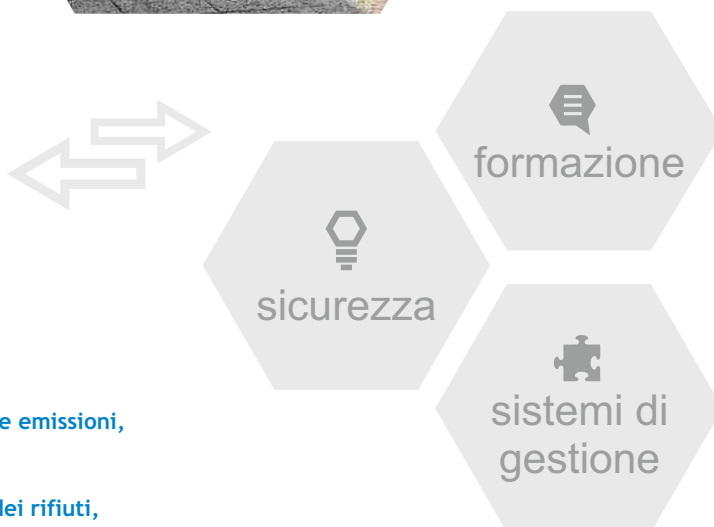 formazione
sicurezza
sistemi di
gestione
e emissioni,
dei rifiuti,